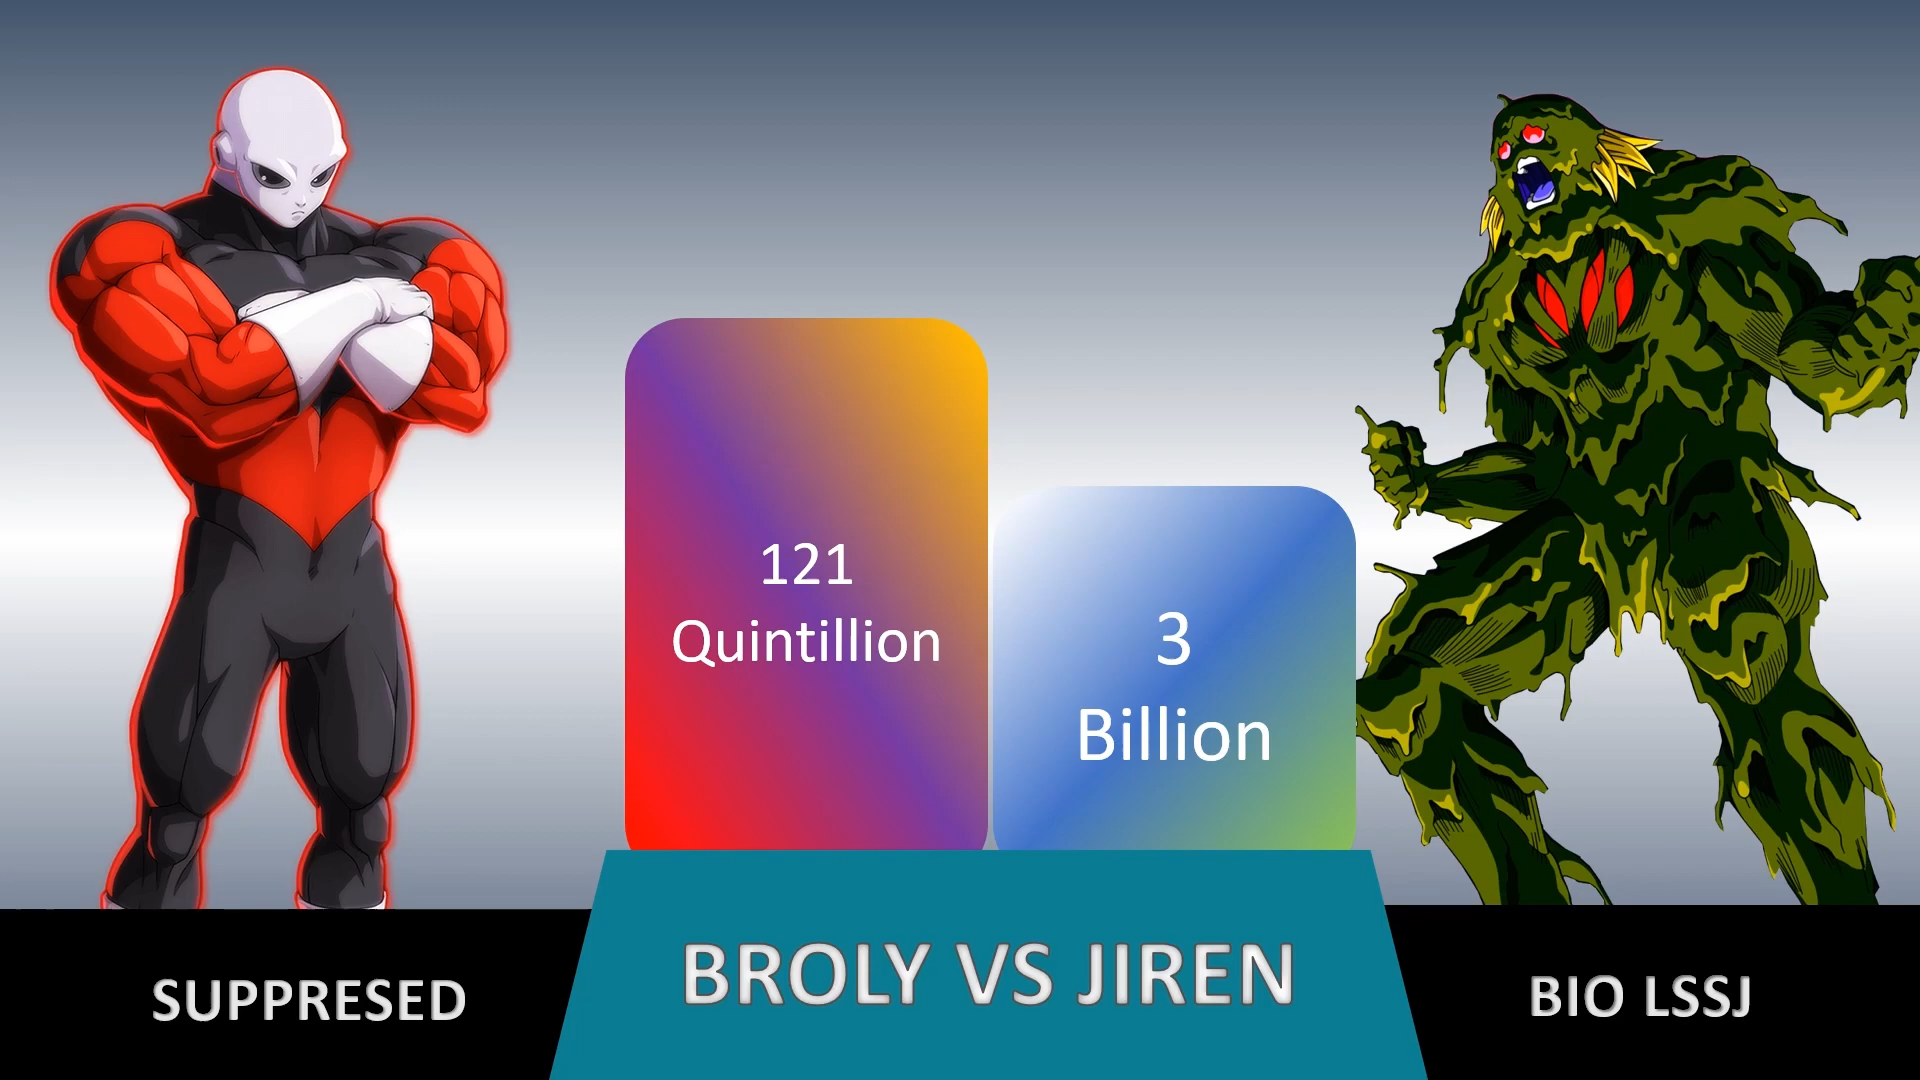 121
Quintillion
3
Billion
BROLY VS JIREN
SUPPRESED
BIO LSSJ